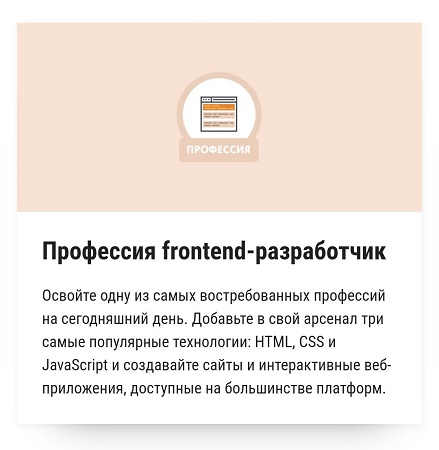 ПРОФЕССИЯ
Профессия frontend-разработчик
Освойте одну из самых востребованных профессий
на сегодняшний день. Добавьте в свой арсенал три
самые популярные технологии: HTML, CSS и
JavaScript и создавайте сайты и интерактивные веб-
приложения, доступные на большинстве платформ.